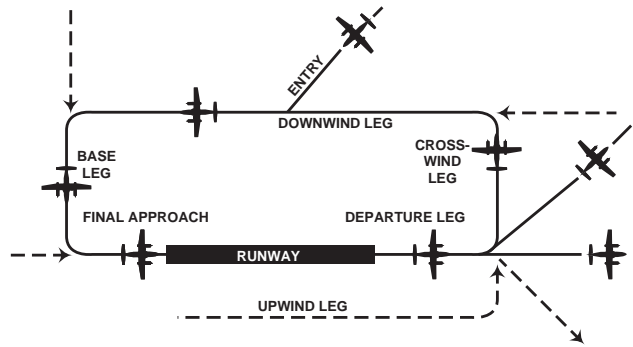 ENTRY
DOWNWIND LEG
CROSS-
WIND
LEG
BASE
LEG
FINAL APPROACH
DEPARTURE LEG
RUNWAY
UPWIND LEG